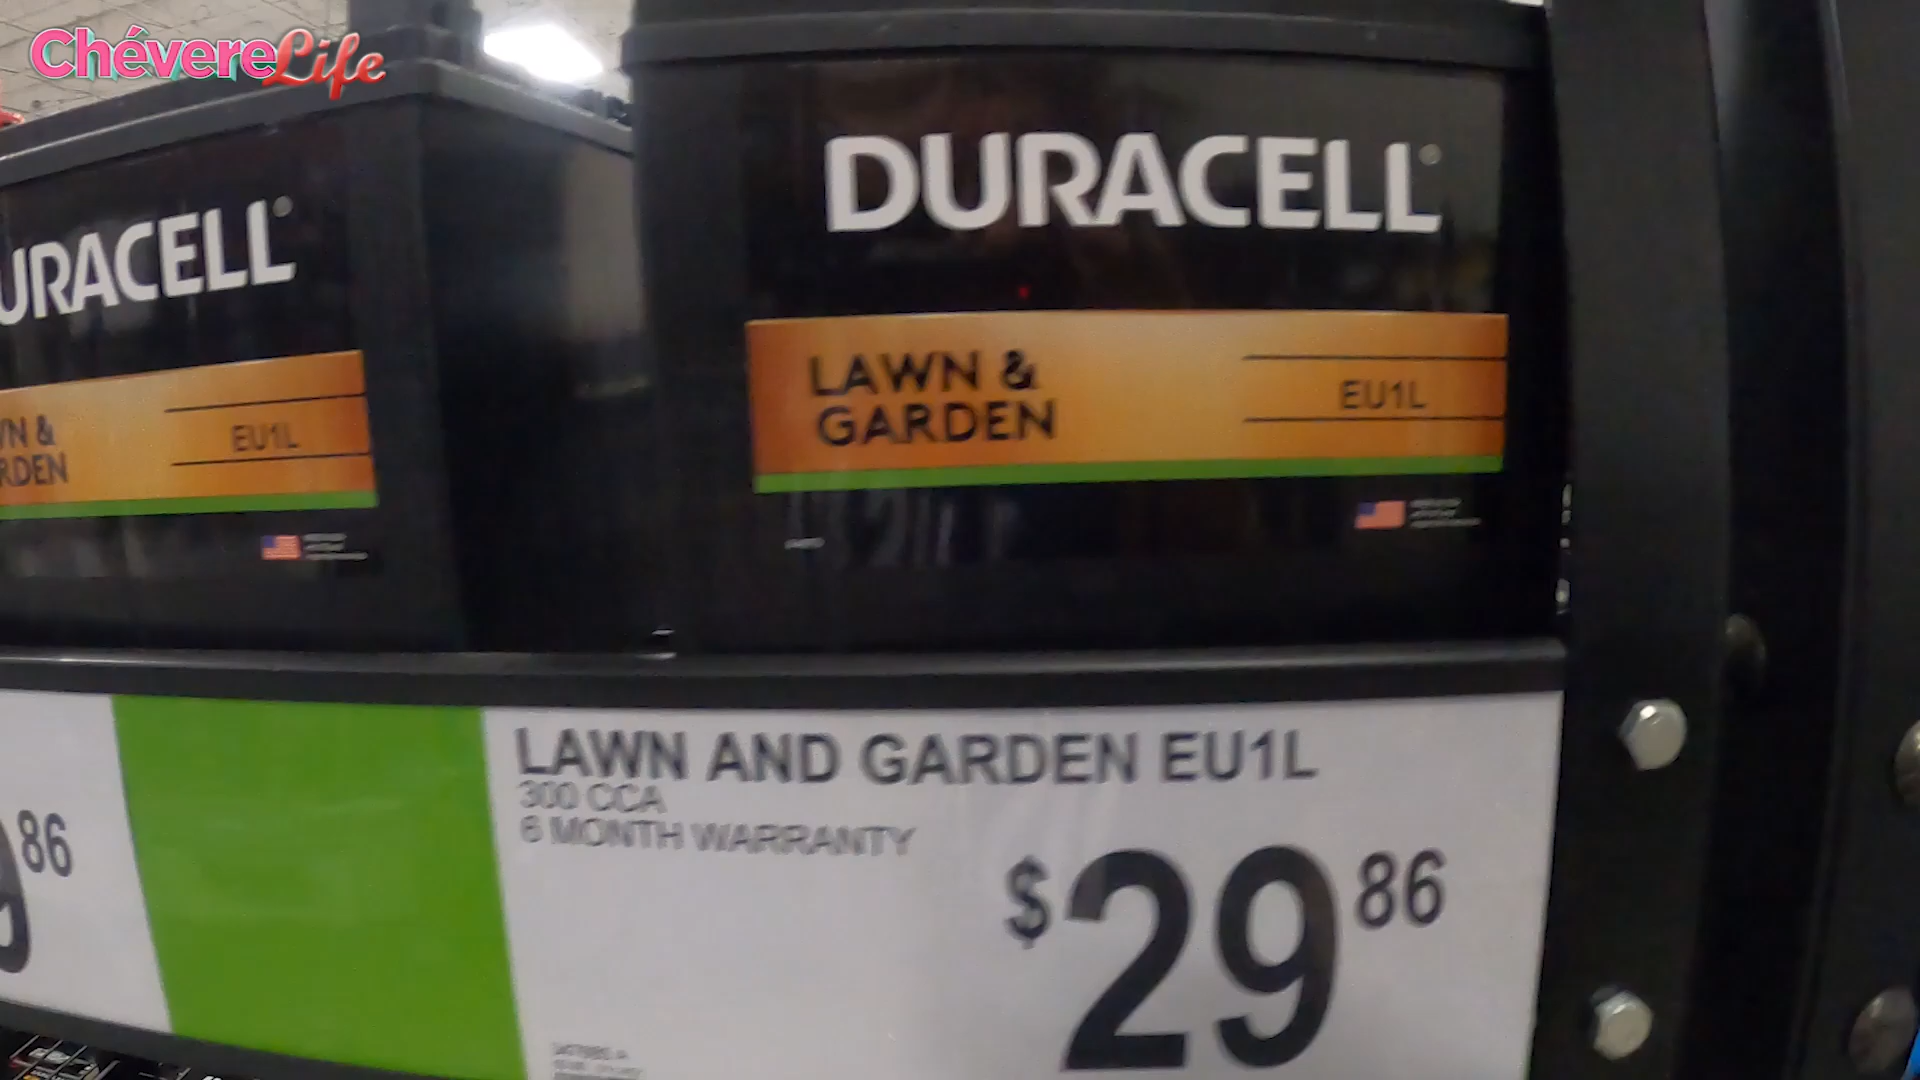 ChévereLife
DURACELL
LAWN &
GARDEN
EU1L
URACELL
WN &
RDEN
EU1L
LAWN AND GARDEN EU1L
300 CCA
6 MONTH WARRANTY
$29 86
9 86